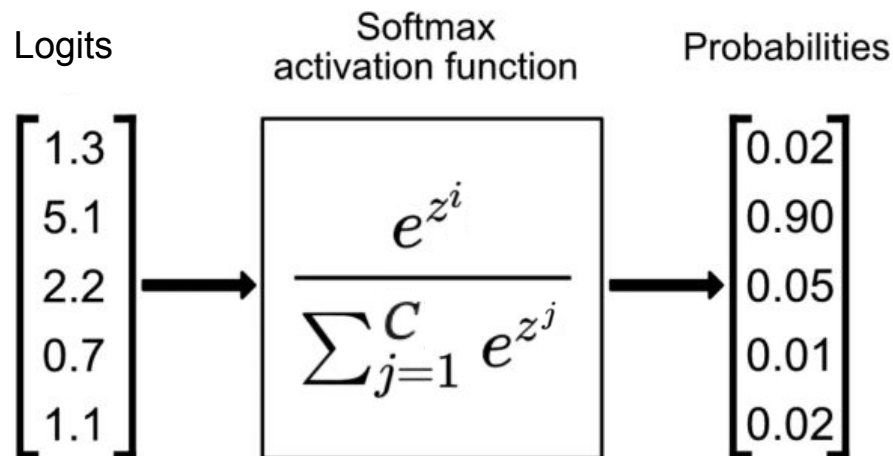 Logits
Softmax
activation function
Probabilities
1.3
5.1
2.2
0.7
1.1
e^{z^i}
∑_{j=1}^{C} e^{z^j}
0.02
0.90
0.05
0.01
0.02